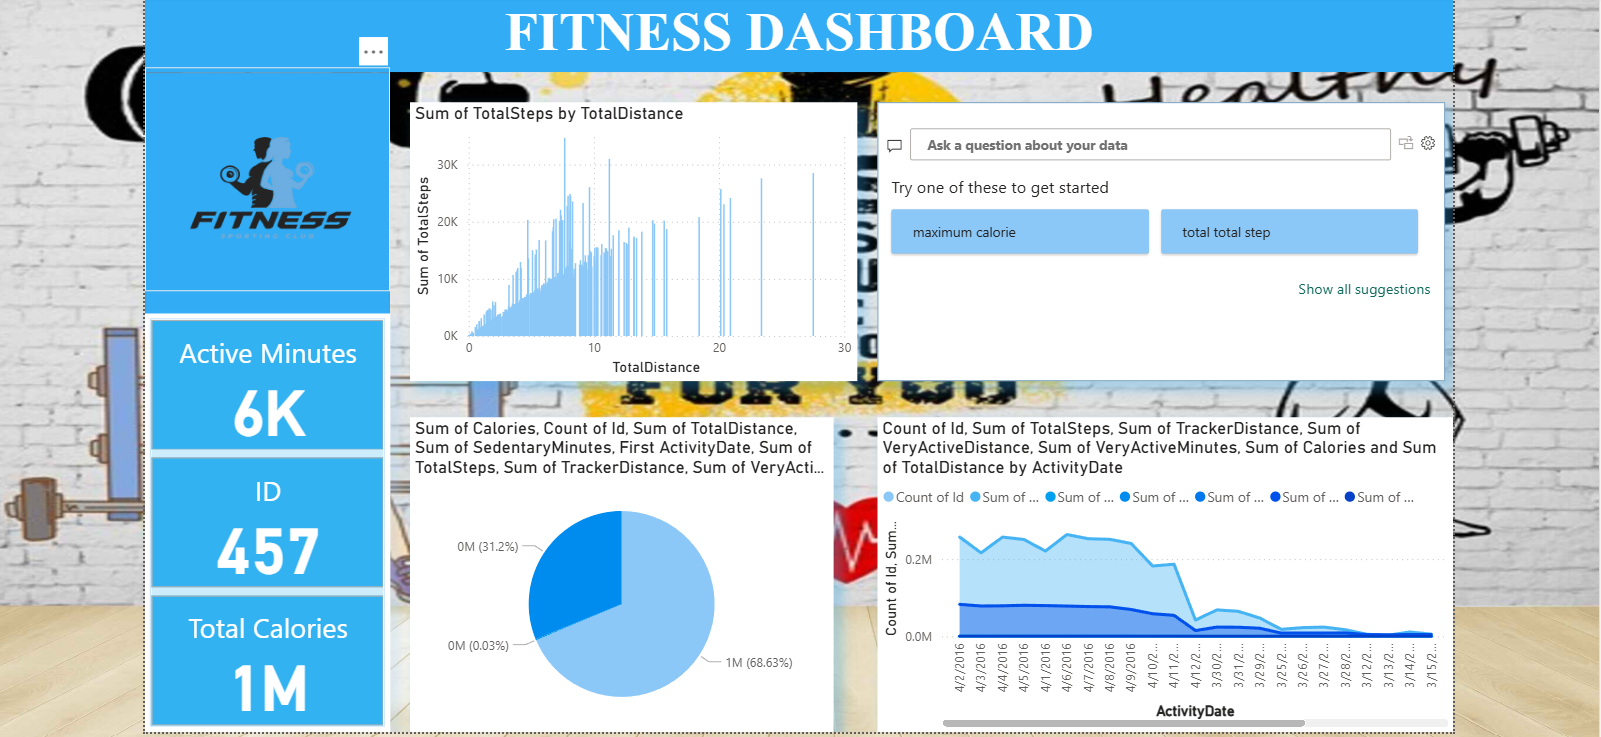 FITNESS DASHBOARD
...
Healthy
FITNESS
SPORTING CLUB
Active Minutes
6K
ID
457
Total Calories
1M
Sum of TotalSteps by TotalDistance
Sum of TotalSteps
30K
20K
10K
0K
0
10
20
30
TotalDistance
Ask a question about your data
Try one of these to get started
maximum calorie
total total step
Show all suggestions
FOR YOU
Sum of Calories, Count of Id, Sum of TotalDistance,
Sum of SedentaryMinutes, First ActivityDate, Sum of
TotalSteps, Sum of TrackerDistance, Sum of VeryActi...
0M (31.2%)
0M (0.03%)
1M (68.63%)
Count of Id, Sum of TotalSteps, Sum of TrackerDistance, Sum of
VeryActiveDistance, Sum of VeryActiveMinutes, Sum of Calories and Sum
of TotalDistance by ActivityDate
Count of Id Sum of ... Sum of ... Sum of ... Sum of ... Sum of ... Sum of ...
Count of Id, Sum...
0.2M
0.0M
4/2/2016
4/3/2016
4/4/2016
4/5/2016
4/1/2016
4/6/2016
4/7/2016
4/8/2016
4/9/2016
4/10/2...
4/11/2...
4/12/2...
3/30/2...
3/31/2...
3/29/2...
3/25/2...
3/26/2...
3/27/2...
3/28/2...
3/12/2...
3/13/2...
3/14/2...
3/15/2...
ActivityDate